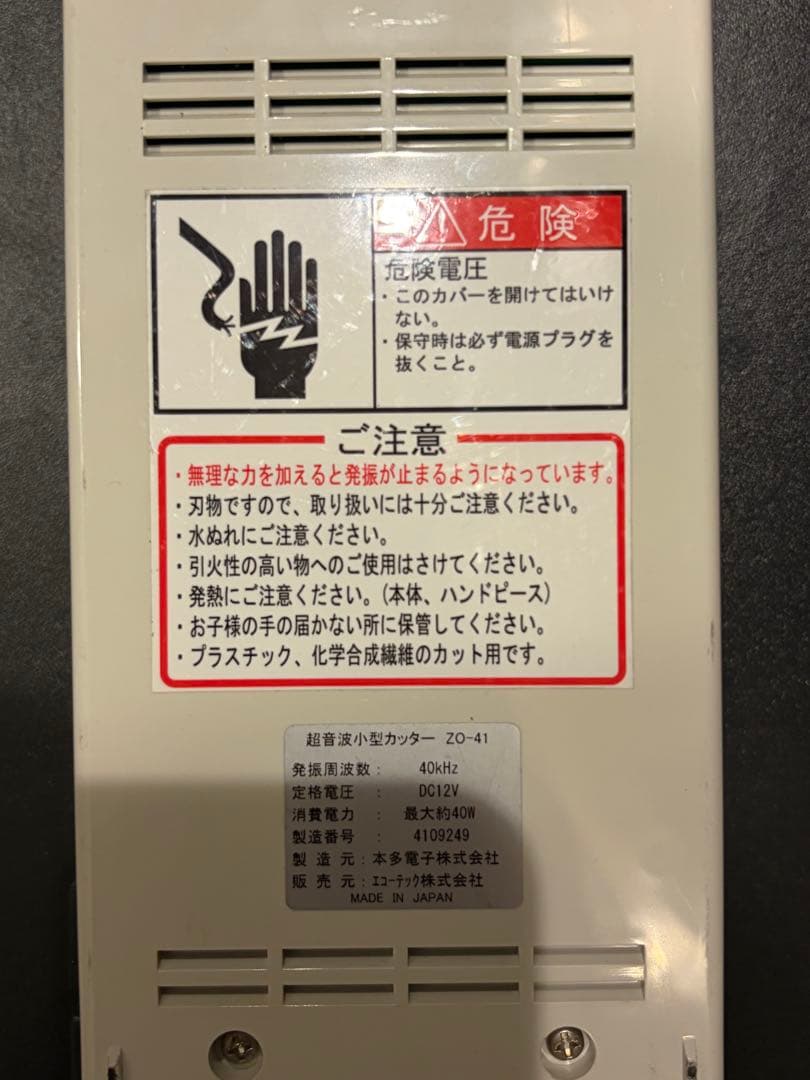 危険
危険電圧
・このカバーを開けてはいけ
ない。
・保守時は必ず電源プラグを
抜くこと。
ご注意
・無理な力を加えると発振が止まるようになっています。
・刃物ですので、取り扱いには十分ご注意ください。
・水ぬれにご注意ください。
・引火性の高い物へのご使用はさけてください。
・発熱にご注意ください。(本体、ハンドピース)
・お子様の手の届かない所に保管してください。
・プラスチック、化学合成繊維のカット用です。
超音波小型カッター ZO-41
発振周波数: 40kHz
定格電圧 : DC12V
消費電力 : 最大約40W
製造番号 : 4109249
製造元:本多電子株式会社
販売元:エコーテック株式会社
MADE IN JAPAN